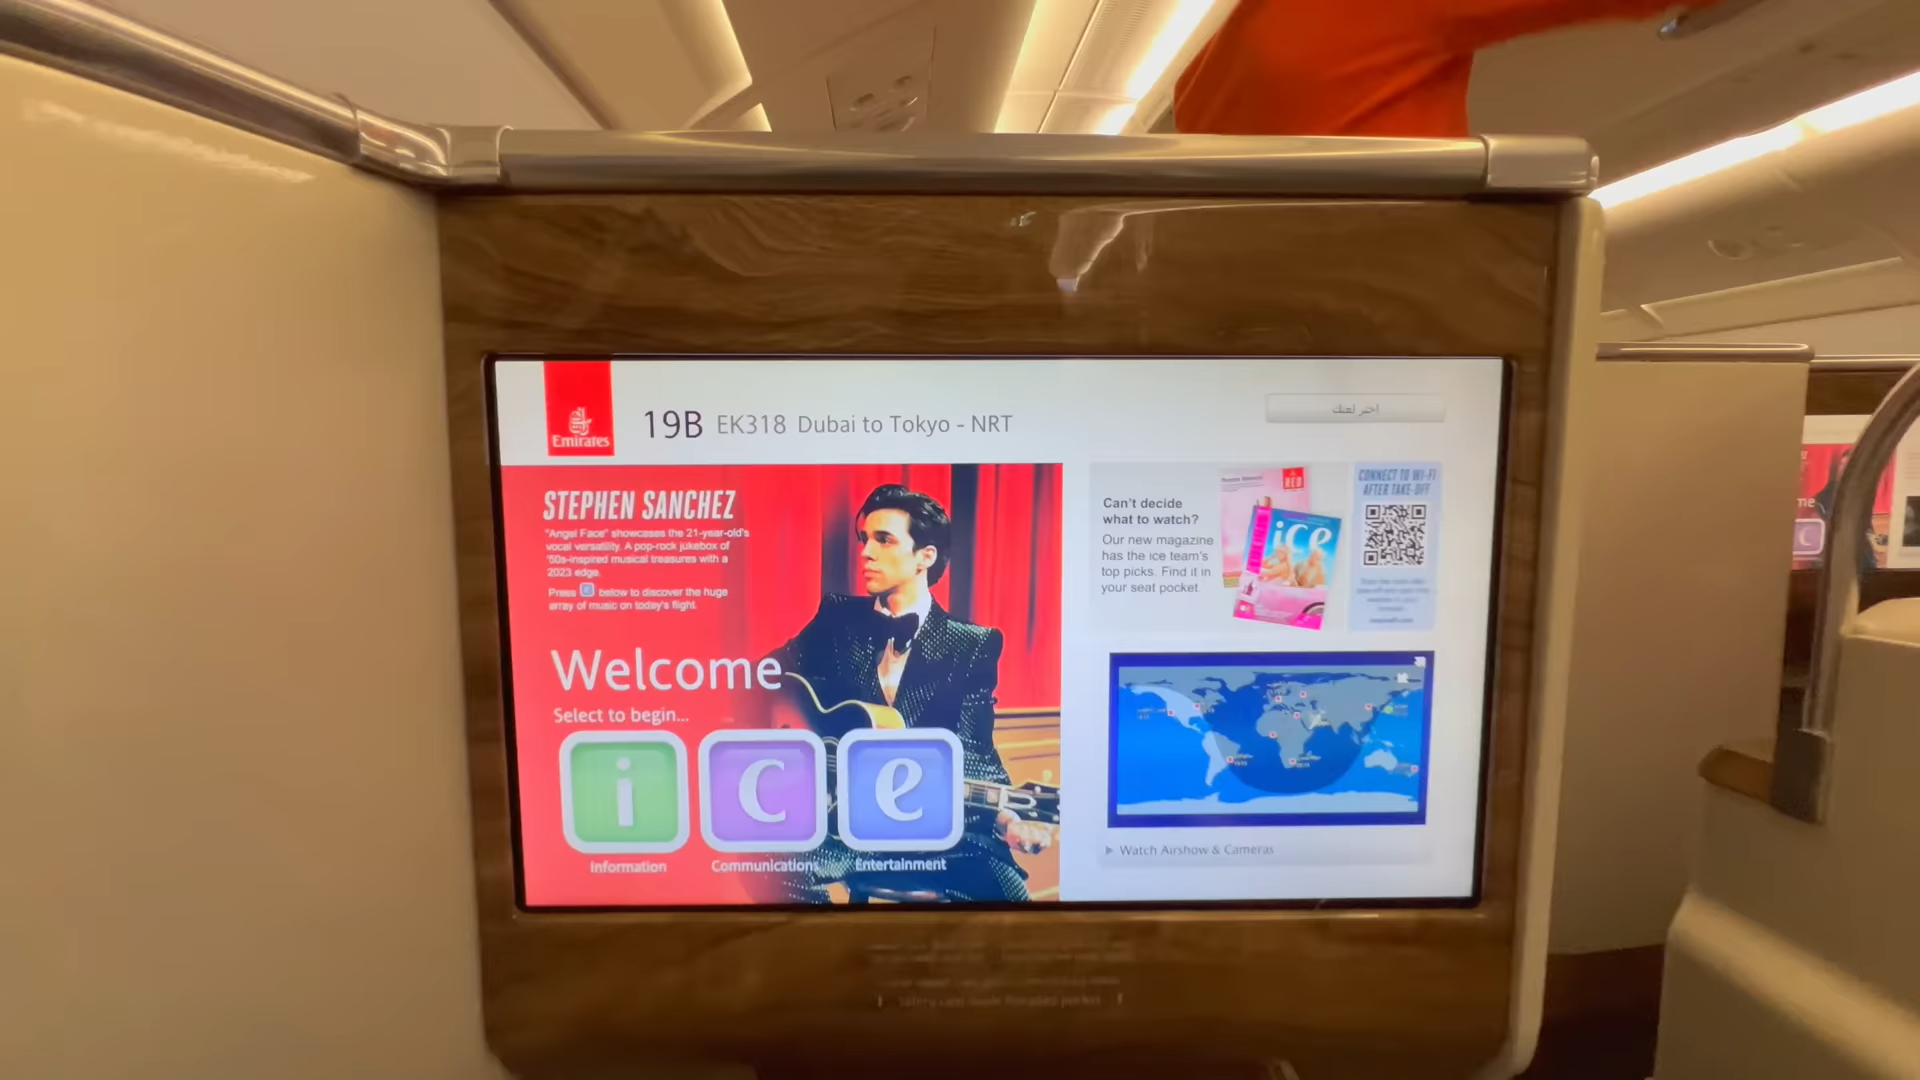 Emirates
19B EK318 Dubai to Tokyo - NRT
اختر لغتك
STEPHEN SANCHEZ
"Angel Face" showcases the 21-year-old's
vocal versatility. A pop-rock jukebox of
'50s-inspired musical treasures with a
2023 edge.
Press e below to discover the huge
array of music on today's flight.
Welcome
Select to begin...
i
c
e
Information
Communications
Entertainment
Can't decide
what to watch?
Our new magazine
has the ice team's
top picks. Find it in
your seat pocket.
RED
ice
CONNECT TO WI-FI
AFTER TAKE-OFF
Watch Airshow & Cameras
me
c